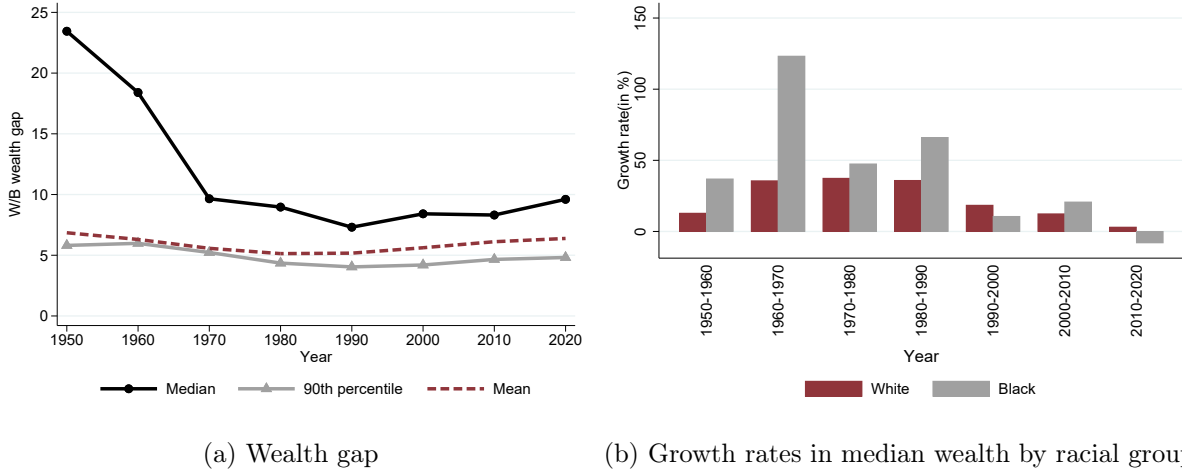 25
20
15
10
5
0
W/B wealth gap
1950 1960 1970 1980 1990 2000 2010 2020
Year
Median 90th percentile Mean
(a) Wealth gap
150
100
50
0
Growth rate(in %)
1950-1960
1960-1970
1970-1980
1980-1990
1990-2000
2000-2010
2010-2020
Year
White Black
(b) Growth rates in median wealth by racial group